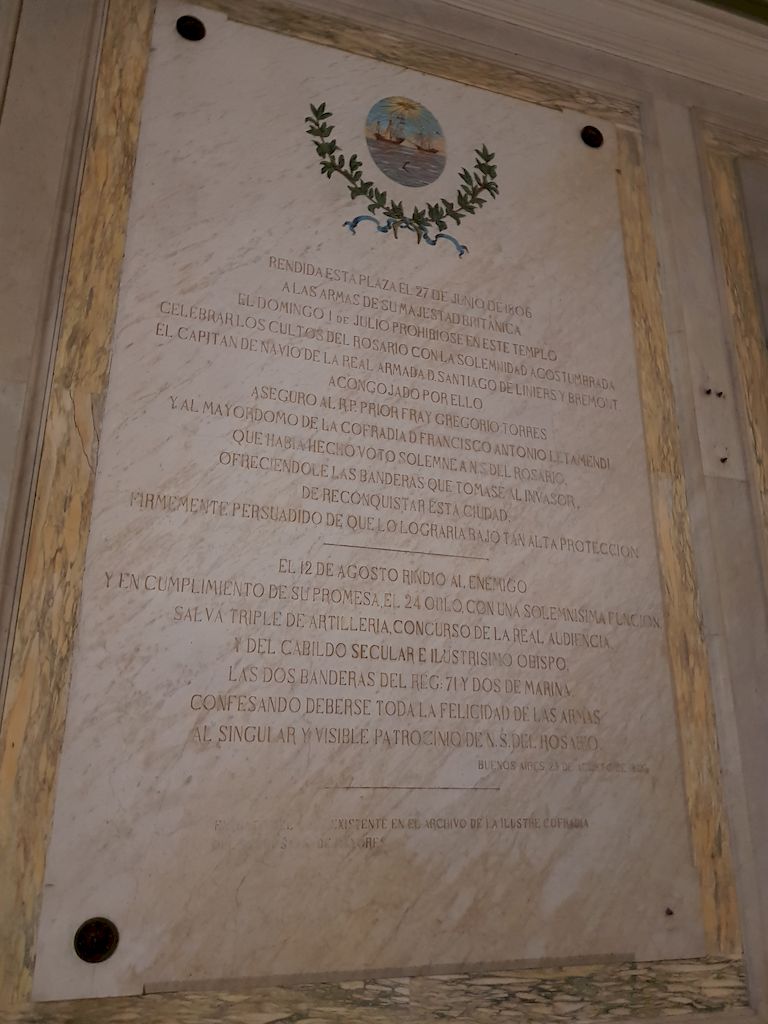 RENDIDA ESTA PLAZA EL 27 DE JUNIO DE 1806
A LAS ARMAS DE SU MAJESTAD BRITÁNICA
EL DOMINGO 1 DE JULIO PROHIBIOSE EN ESTE TEMPLO
CELEBRAR LOS CULTOS DEL ROSARIO CON LA SOLEMNIDAD ACOSTUMBRADA
EL CAPITAN DE NAVIO DE LA REAL ARMADA D. SANTIAGO DE LINIERS Y BREMONT
ACONGOJADO POR ELLO
ASEGURO AL R.P. PRIOR FRAY GREGORIO TORRES
Y AL MAYORDOMO DE LA COFRADIA D FRANCISCO ANTONIO LETAMENDI
QUE HABIA HECHO VOTO SOLEMNE A N.S DEL ROSARIO,
OFRECIENDOLE LAS BANDERAS QUE TOMASE AL INVASOR,
DE RECONQUISTAR ESTA CIUDAD,
FIRMEMENTE PERSUADIDO DE QUE LO LOGRARIA BAJO TAN ALTA PROTECCION
EL 12 DE AGOSTO RINDIO AL ENEMIGO
Y EN CUMPLIMIENTO DE SU PROMESA, EL 24 OBLO, CON UNA SOLEMNISIMA FUNCION,
SALVA TRIPLE DE ARTILLERIA, CONCURSO DE LA REAL AUDIENCIA,
Y DEL CABILDO SECULAR E ILUSTRISIMO OBISPO,
LAS DOS BANDERAS DEL REG: 71 Y DOS DE MARINA
CONFESANDO DEBERSE TODA LA FELICIDAD DE LAS ARMAS
AL SINGULAR Y VISIBLE PATROCINIO DE N.S. DEL ROSARIO.
BUENOS AIRES, 25 DE AGOSTO DE
EXISTENTE EN EL ARCHIVO DE LA ILUSTRE COFRADIA